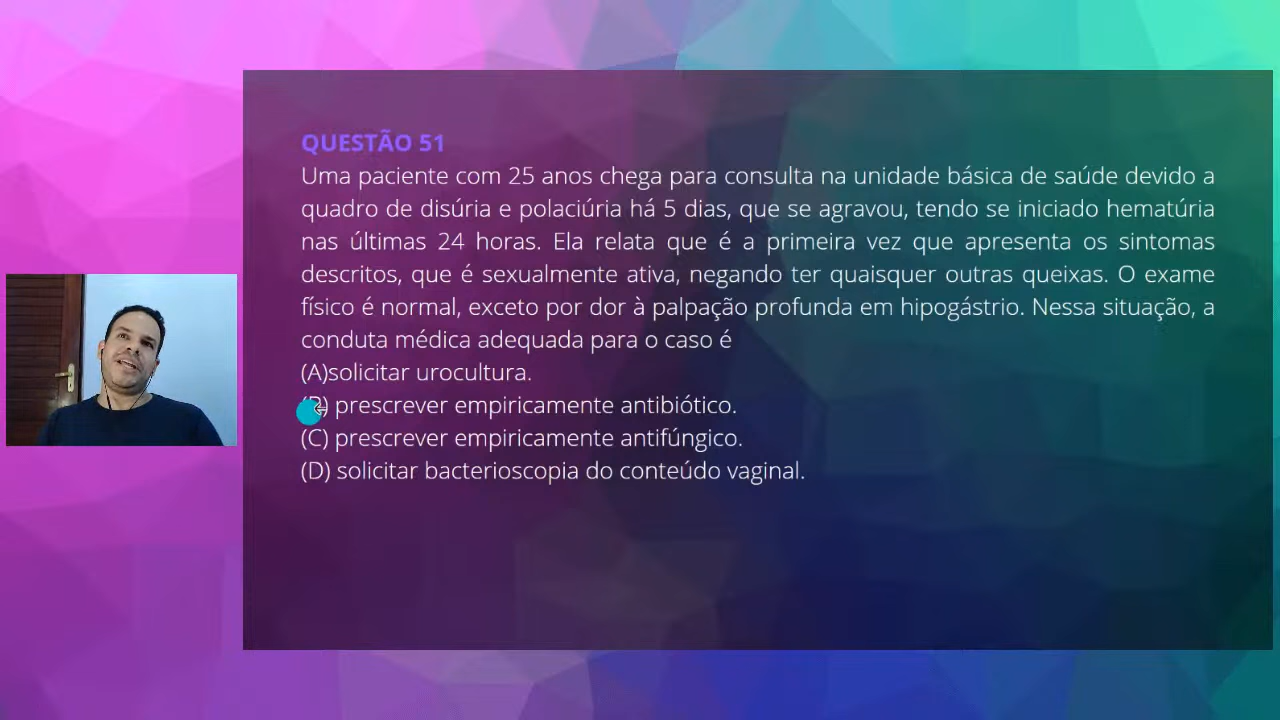 QUESTÃO 51
Uma paciente com 25 anos chega para consulta na unidade básica de saúde devido a
quadro de disúria e polaciúria há 5 dias, que se agravou, tendo se iniciado hematúria
nas últimas 24 horas. Ela relata que é a primeira vez que apresenta os sintomas
descritos, que é sexualmente ativa, negando ter quaisquer outras queixas. O exame
físico é normal, exceto por dor à palpação profunda em hipogástrio. Nessa situação, a
conduta médica adequada para o caso é
(A)solicitar urocultura.
(B) prescrever empiricamente antibiótico.
(C) prescrever empiricamente antifúngico.
(D) solicitar bacterioscopia do conteúdo vaginal.